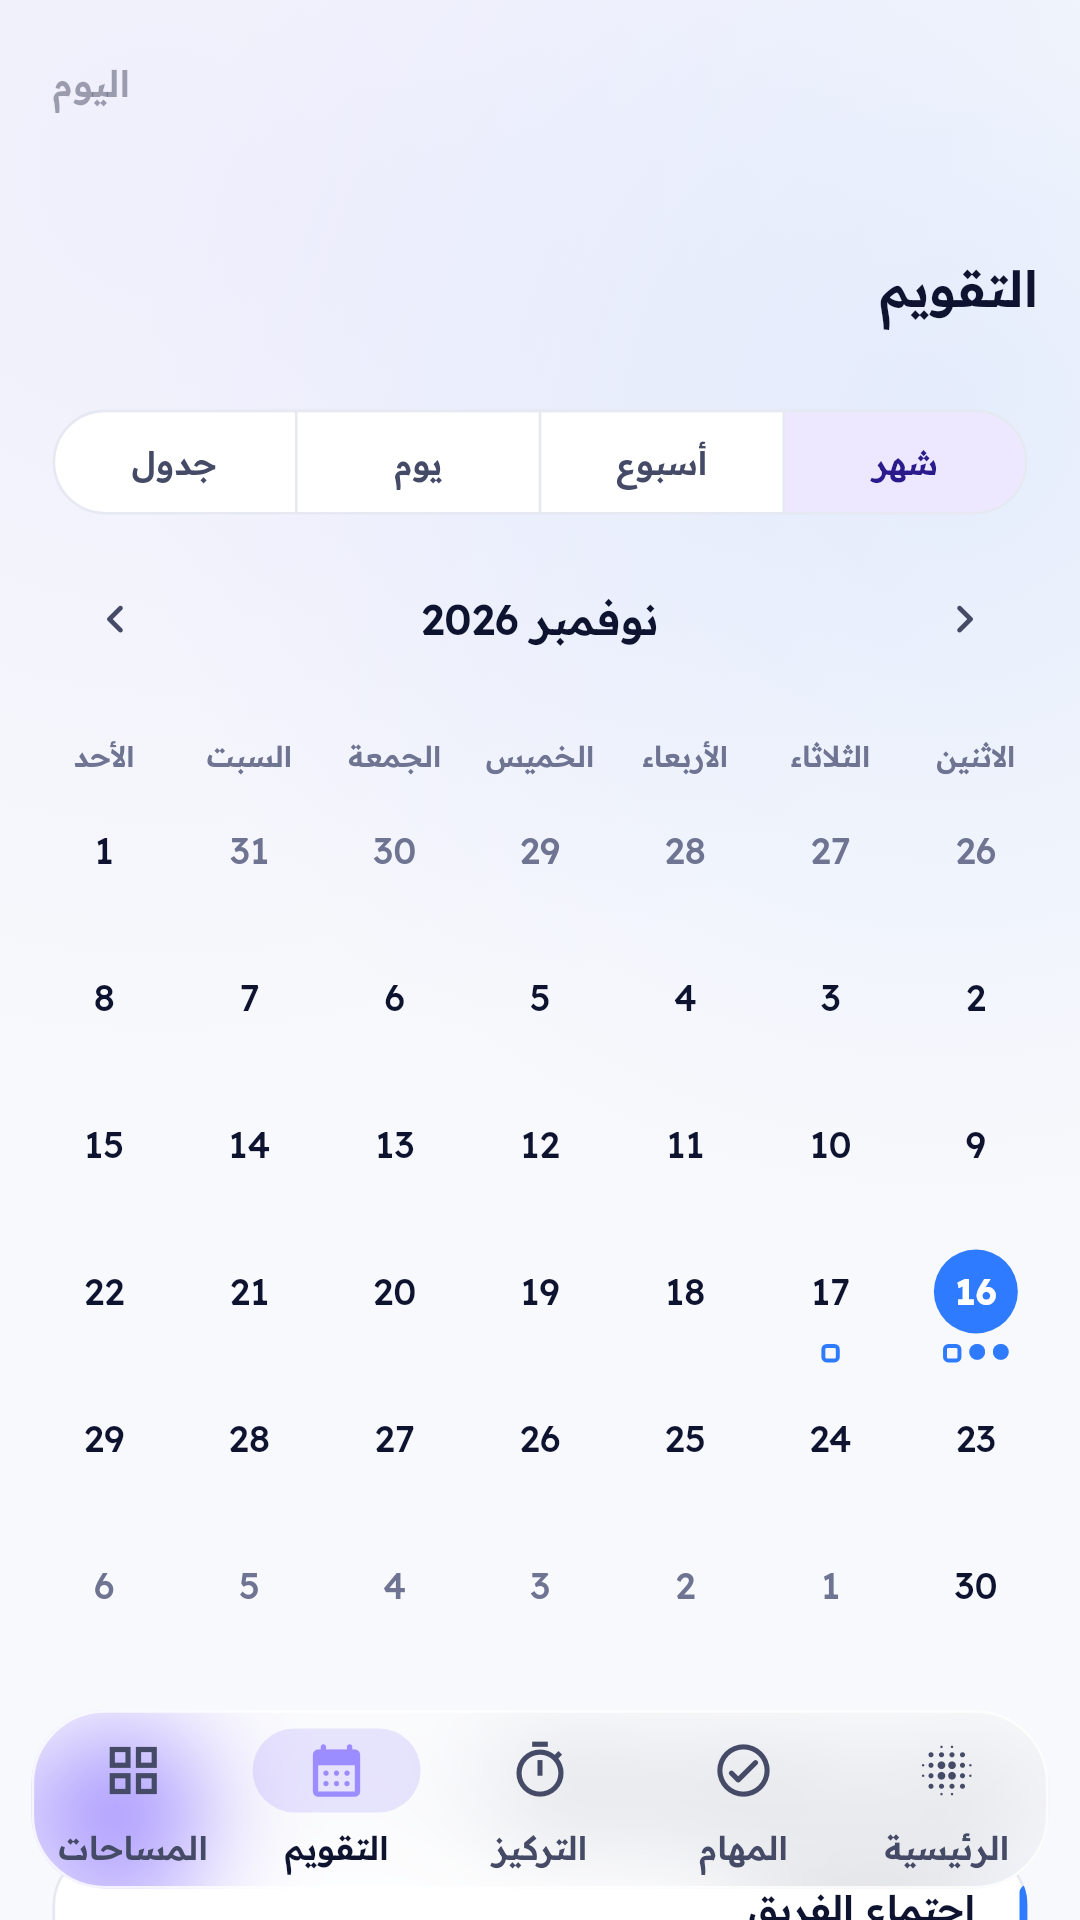 اليوم
التقويم
شهر أسبوع يوم جدول
نوفمبر 2026
الاثنين الثلاثاء الأربعاء الخميس الجمعة السبت الأحد
26 27 28 29 30 31 1
2 3 4 5 6 7 8
9 10 11 12 13 14 15
16 17 18 19 20 21 22
23 24 25 26 27 28 29
30 1 2 3 4 5 6
الرئيسية المهام التركيز التقويم المساحات
اجتماع الفريق